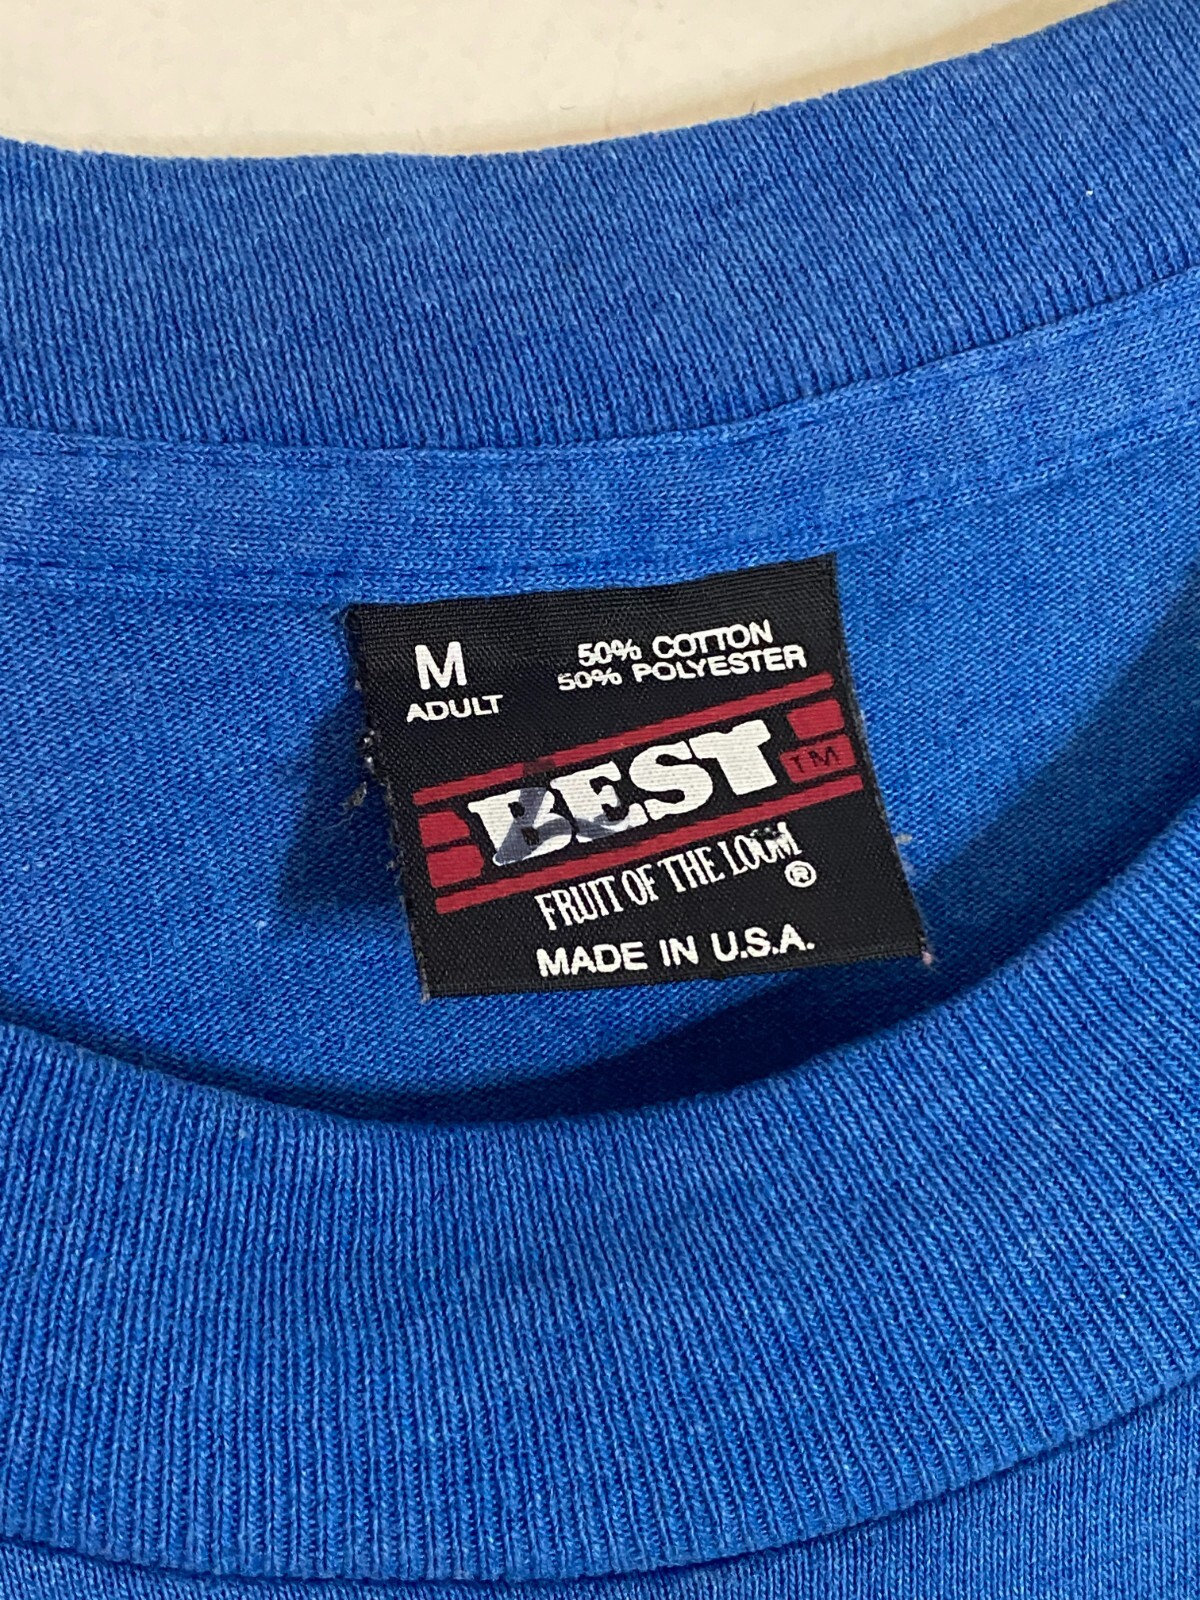 M
ADULT
50% COTTON
50% POLYESTER
BEST TM
FRUIT OF THE LOOM
®
MADE IN U.S.A.